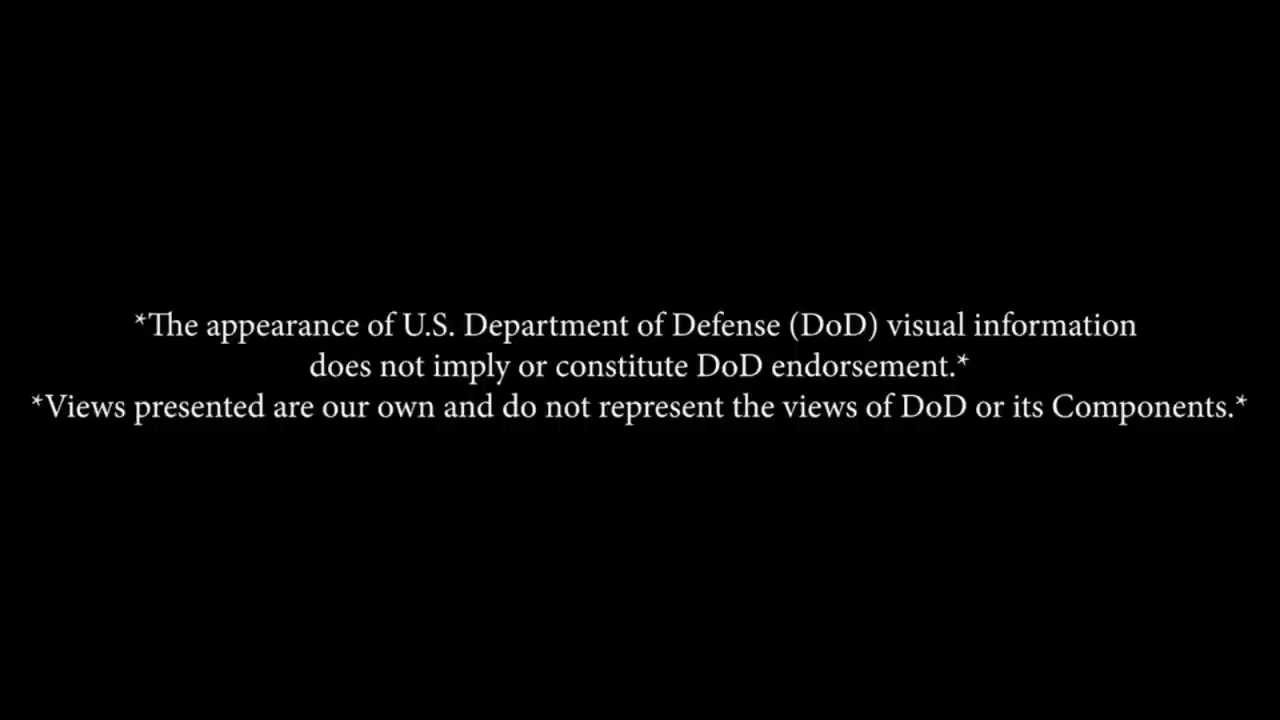 *The appearance of U.S. Department of Defense (DoD) visual information
does not imply or constitute DoD endorsement.*
*Views presented are our own and do not represent the views of DoD or its Components.*